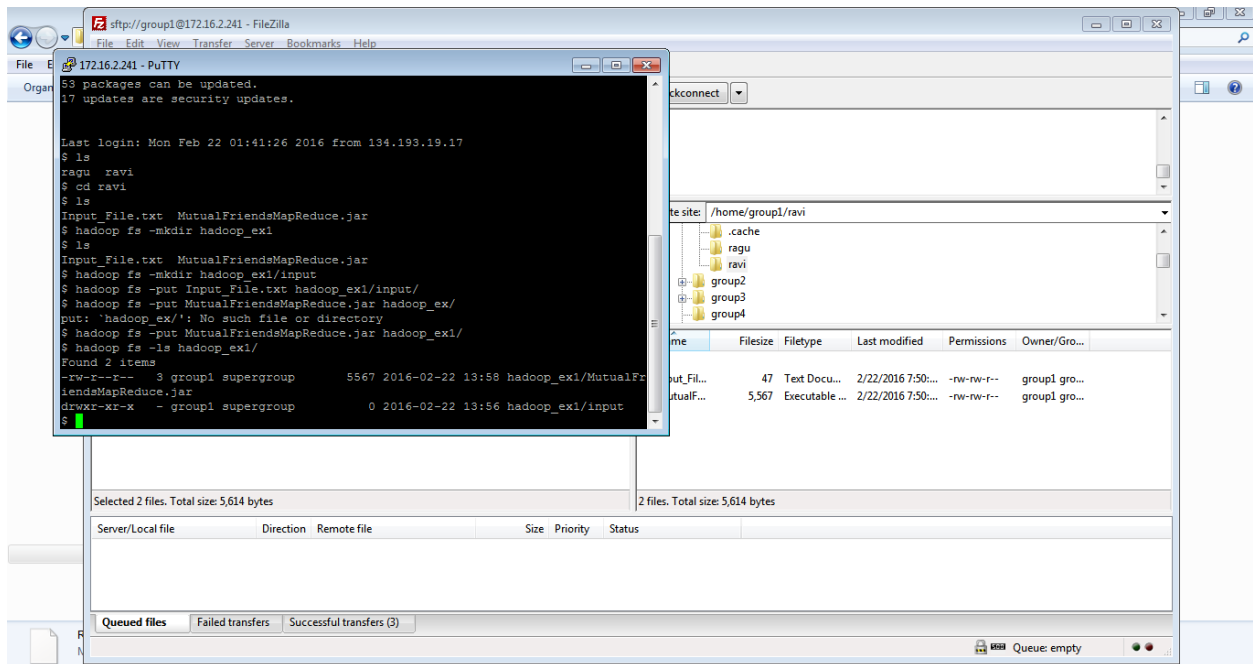 sftp://group1@172.16.2.241 - FileZilla
File Edit View Transfer Server Bookmarks Help
File
172.16.2.241 - PuTTY
Organ
53 packages can be updated.
17 updates are security updates.
Last login: Mon Feb 22 01:41:26 2016 from 134.193.19.17
$ ls
ragu ravi
$ cd ravi
$ ls
Input_File.txt MutualFriendsMapReduce.jar
$ hadoop fs -mkdir hadoop_ex1
$ ls
Input_File.txt MutualFriendsMapReduce.jar
$ hadoop fs -mkdir hadoop_ex1/input
$ hadoop fs -put Input_File.txt hadoop_ex1/input/
$ hadoop fs -put MutualFriendsMapReduce.jar hadoop_ex/
put: `hadoop_ex/': No such file or directory
$ hadoop fs -put MutualFriendsMapReduce.jar hadoop_ex1/
$ hadoop fs -ls hadoop_ex1/
Found 2 items
-rw-r--r-- 3 group1 supergroup 5567 2016-02-22 13:58 hadoop_ex1/MutualFr
iendsMapReduce.jar
drwxr-xr-x - group1 supergroup 0 2016-02-22 13:56 hadoop_ex1/input
$
ckconnect
te site: /home/group1/ravi
.cache
ragu
ravi
group2
group3
group4
me Filesize Filetype Last modified Permissions Owner/Gro...
ut_Fil... 47 Text Docu... 2/22/2016 7:50:... -rw-rw-r-- group1 gro...
utualF... 5,567 Executable ... 2/22/2016 7:50:... -rw-rw-r-- group1 gro...
Selected 2 files. Total size: 5,614 bytes
2 files. Total size: 5,614 bytes
Server/Local file Direction Remote file Size Priority Status
Queued files Failed transfers Successful transfers (3)
Queue: empty